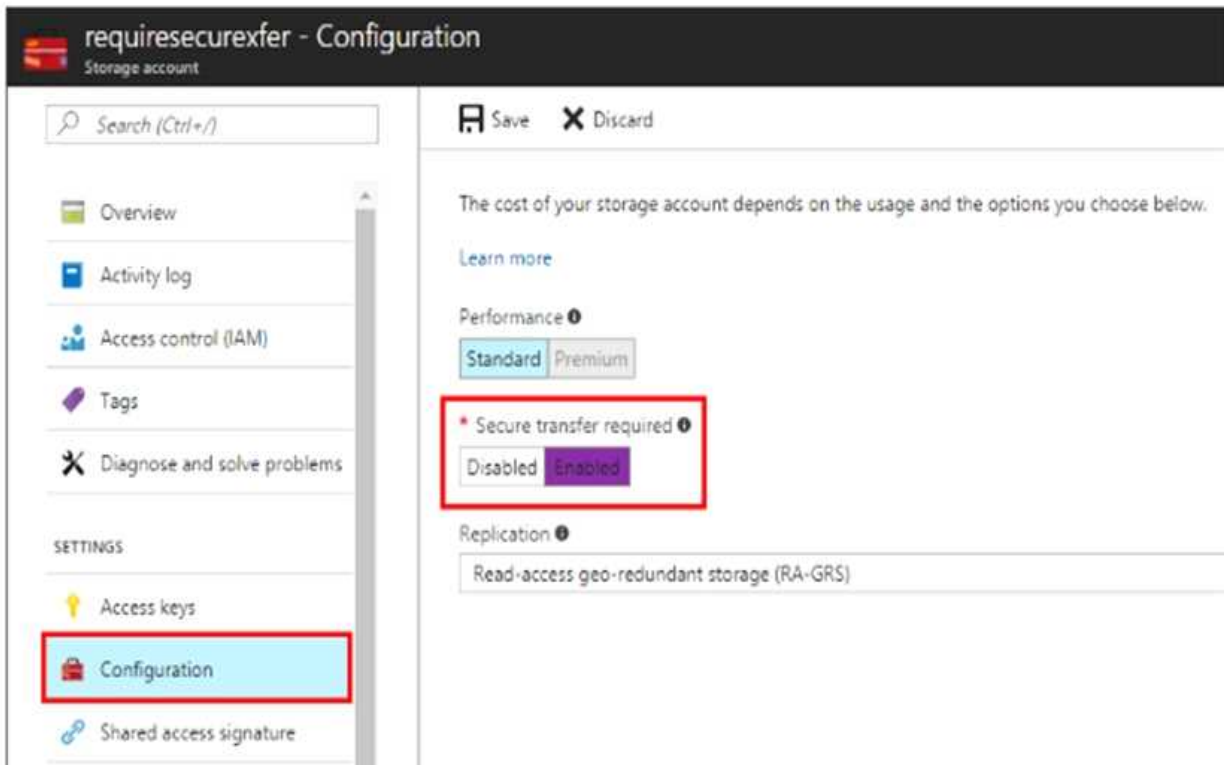 requiresecurexfer - Configuration
Storage account
Search (Ctrl+/)
Overview
Activity log
Access control (IAM)
Tags
Diagnose and solve problems
SETTINGS
Access keys
Configuration
Shared access signature
Save Discard
The cost of your storage account depends on the usage and the options you choose below.
Learn more
Performance
Standard Premium
* Secure transfer required
Disabled Enabled
Replication
Read-access geo-redundant storage (RA-GRS)